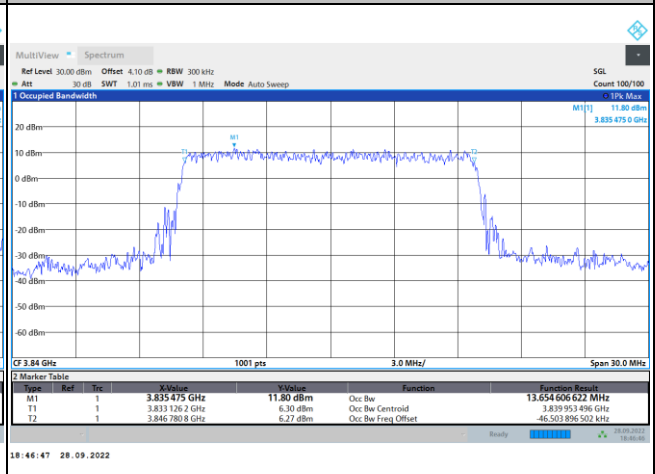 MultiView Spectrum
Ref Level 30.00 dBm Offset 4.10 dB RBW 300 kHz SGL
Att 30 dB SWT 1.01 ms VBW 1 MHz Mode Auto Sweep Count 100/100
1 Occupied Bandwidth 1Pk Max
M1[1] 11.80 dBm
3.835 475 0 GHz
20 dBm
M1
10 dBm T1 T2
0 dBm
-10 dBm
-20 dBm
-30 dBm
-40 dBm
-50 dBm
-60 dBm
CF 3.84 GHz 1001 pts 3.0 MHz/ Span 30.0 MHz
2 Marker Table
Type Ref Trc X-Value Y-Value Function Function Result
M1 1 3.835 475 GHz 11.80 dBm Occ Bw 13.654 606 622 MHz
T1 1 3.833 126 2 GHz 6.30 dBm Occ Bw Centroid 3.839 953 496 GHz
T2 1 3.846 780 8 GHz 6.27 dBm Occ Bw Freq Offset -46.503 896 502 kHz
Ready 28.09.2022
18:46:46
18:46:47 28.09.2022